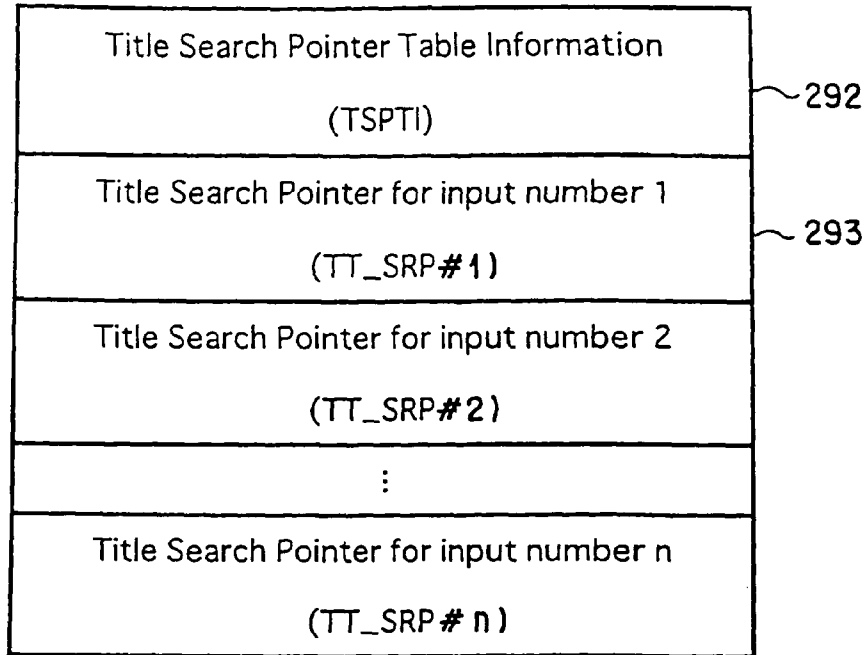 Title Search Pointer Table Information
(TSPTI)
292
Title Search Pointer for input number 1
(TT_SRP#1)
293
Title Search Pointer for input number 2
(TT_SRP#2)
⋮
Title Search Pointer for input number n
(TT_SRP# n)